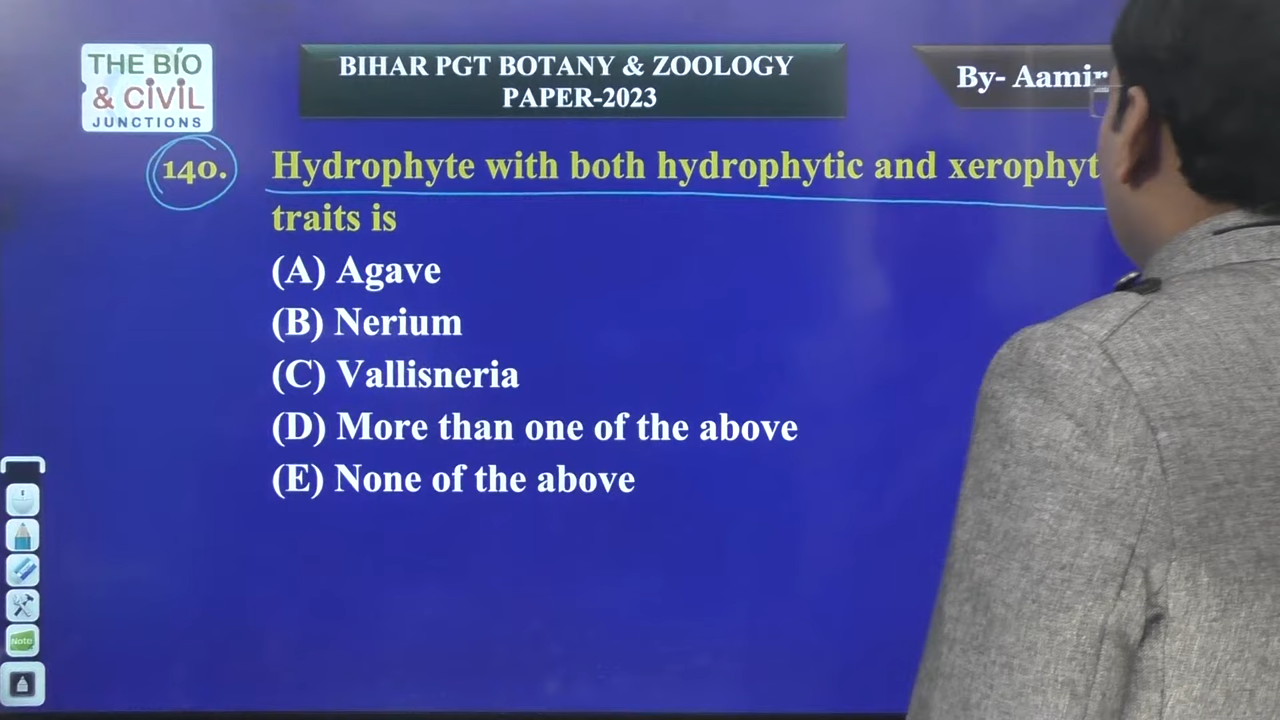 THE BIO
& CIVIL
JUNCTIONS
BIHAR PGT BOTANY & ZOOLOGY
PAPER-2023
By- Aamir
140. Hydrophyte with both hydrophytic and
traits is
(A) Agave
(B) Nerium
(C) Vallisneria
(D) More than one of the above
(E) None of the above
Note